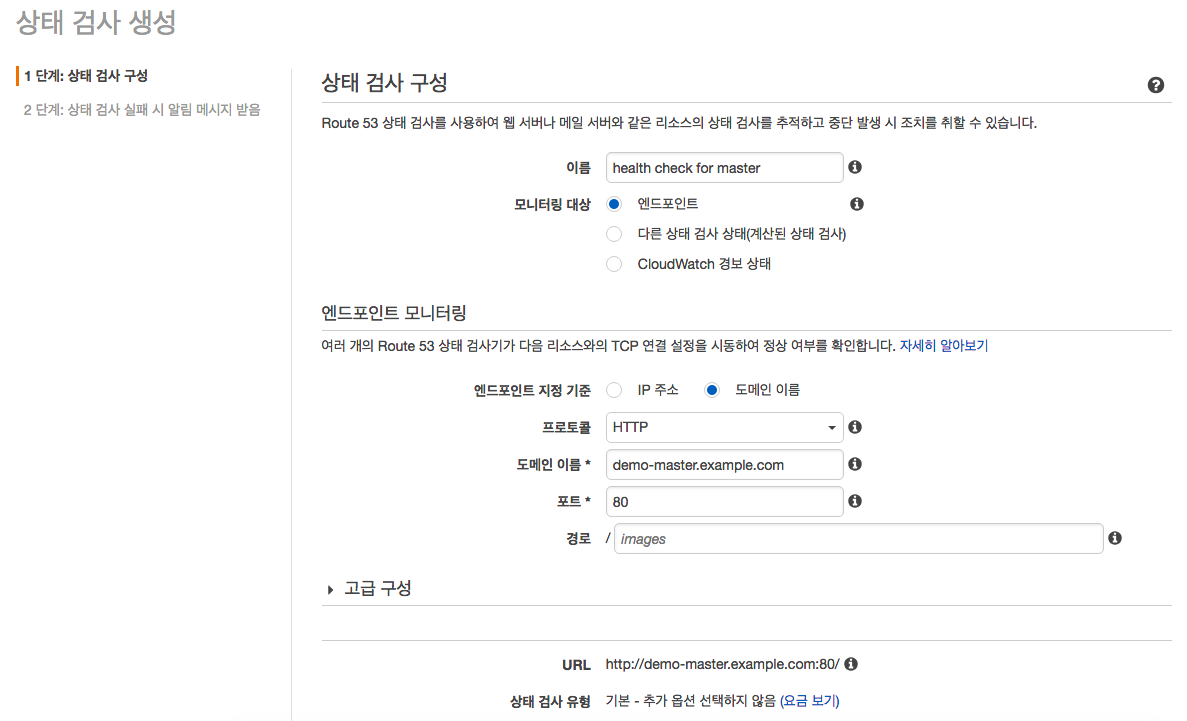 상태 검사 생성
1 단계: 상태 검사 구성
2 단계: 상태 검사 실패 시 알림 메시지 받음
상태 검사 구성
Route 53 상태 검사를 사용하여 웹 서버나 메일 서버와 같은 리소스의 상태 검사를 추적하고 중단 발생 시 조치를 취할 수 있습니다.
이름 health check for master
모니터링 대상 엔드포인트
다른 상태 검사 상태(계산된 상태 검사)
CloudWatch 경보 상태
엔드포인트 모니터링
여러 개의 Route 53 상태 검사기가 다음 리소스와의 TCP 연결 설정을 시동하여 정상 여부를 확인합니다. 자세히 알아보기
엔드포인트 지정 기준 IP 주소 도메인 이름
프로토콜 HTTP
도메인 이름 * demo-master.example.com
포트 * 80
경로 / images
고급 구성
URL http://demo-master.example.com:80/
상태 검사 유형 기본 - 추가 옵션 선택하지 않음 (요금 보기)